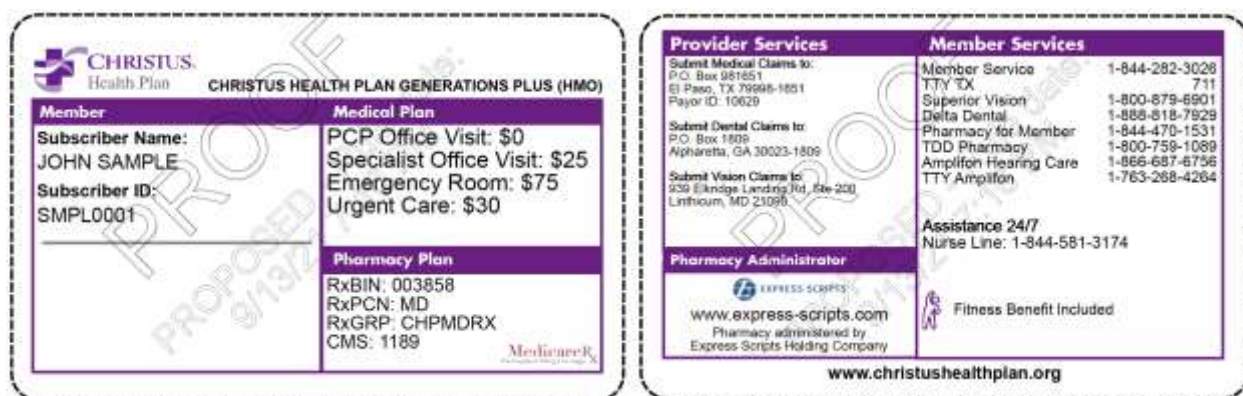 CHRISTUS
Health Plan
CHRISTUS HEALTH PLAN GENERATIONS PLUS (HMO)
Member
Subscriber Name:
JOHN SAMPLE
Subscriber ID:
SMPL0001
Medical Plan
PCP Office Visit: $0
Specialist Office Visit: $25
Emergency Room: $75
Urgent Care: $30
Pharmacy Plan
RxBIN: 003858
RxPCN: MD
RxGRP: CHPMDRX
CMS: 1189
MedicareRx
PROOF
PROPOSED
Provider Services
Submit Medical Claims to:
P.O. Box 981651
El Paso, TX 79998-1651
Payor ID: 10629
Submit Dental Claims to:
P.O. Box 1809
Alpharetta, GA 30023-1809
Submit Vision Claims to:
939 Elkridge Landing Rd, Ste 200
Linthicum, MD 21090
Pharmacy Administrator
EXPRESS SCRIPTS
www.express-scripts.com
Pharmacy administered by
Express Scripts Holding Company
Member Services
Member Service 1-844-282-3026
TTY TX 711
Superior Vision 1-800-879-6901
Delta Dental 1-888-818-7929
Pharmacy for Member 1-844-470-1531
TDD Pharmacy 1-800-759-1089
Amplifon Hearing Care 1-866-687-6756
TTY Amplifon 1-763-268-4264
Assistance 24/7
Nurse Line: 1-844-581-3174
Fitness Benefit Included
www.christushealthplan.org
PROOF
PROPOSED